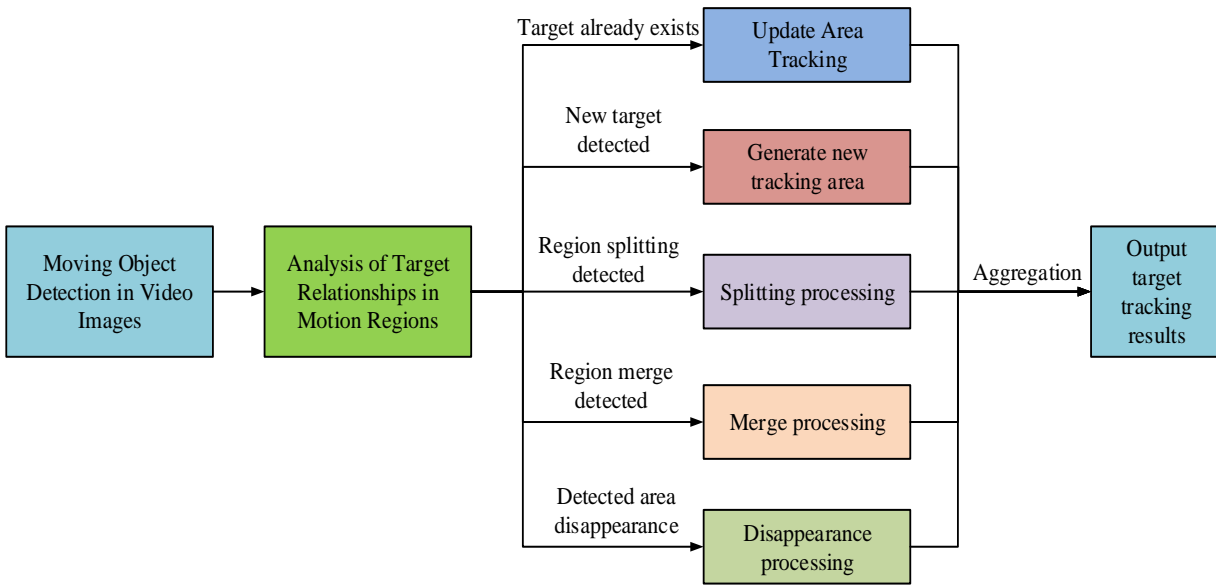 Moving Object
Detection in Video
Images
Analysis of Target
Relationships in
Motion Regions
Target already exists
Update Area
Tracking
New target
detected
Generate new
tracking area
Region splitting
detected
Splitting processing
Region merge
detected
Merge processing
Detected area
disappearance
Disappearance
processing
Aggregation
Output
target
tracking
results